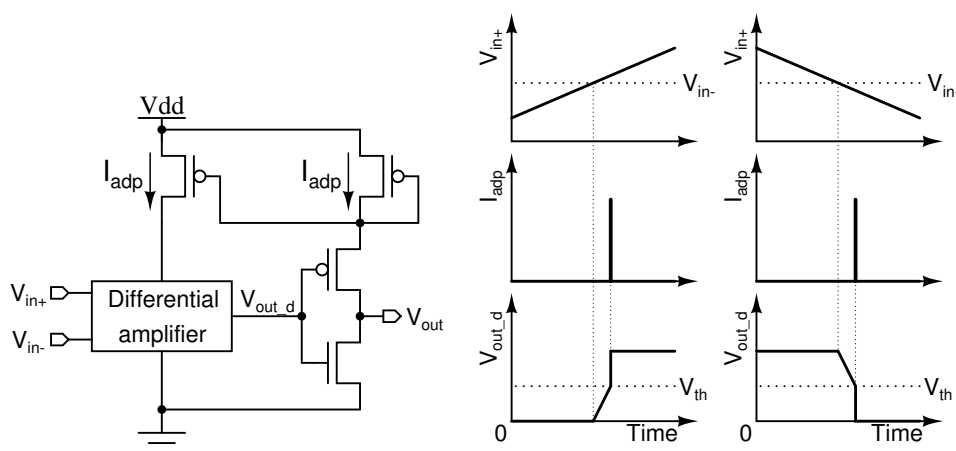 Vdd
I_adp
I_adp
V_in+
V_in-
Differential
amplifier
V_out_d
V_out
V_in+
V_in-
I_adp
V_out_d
V_th
0
Time
V_in+
V_in
I_adp
V_out_d
V_th
0
Time